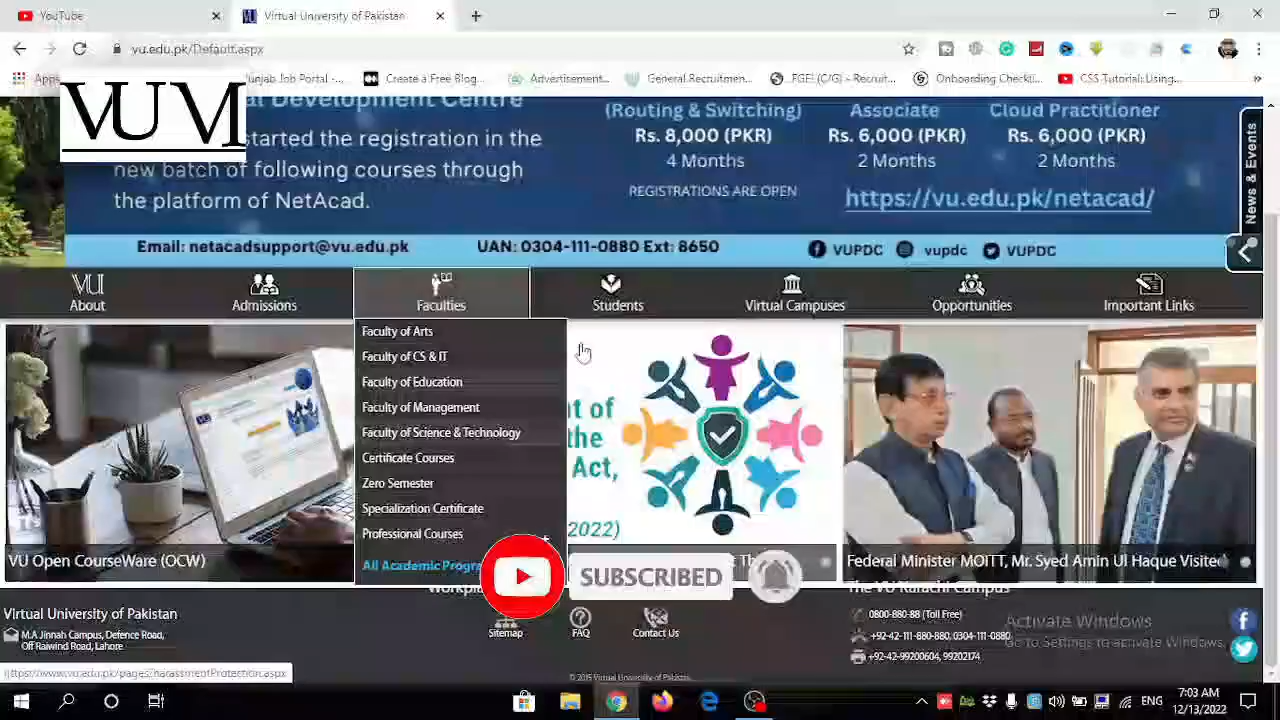 YouTube
Virtual University of Pakistan
vu.edu.pk/Default.aspx
Apps
unjab Job Portal -...
Create a Free Blog...
Advertisement...
General Recruitmen...
FGEI (C/G) - Recruit...
Onboarding Checkli...
CSS Tutorial: Using...
VUM
al Development Centre
started the registration in the
new batch of following courses through
the platform of NetAcad.
(Routing & Switching)
Rs. 8,000 (PKR)
4 Months
REGISTRATIONS ARE OPEN
Associate
Rs. 6,000 (PKR)
2 Months
Cloud Practitioner
Rs. 6,000 (PKR)
2 Months
https://vu.edu.pk/netacad/
News & Events
Email: netacadsupport@vu.edu.pk
UAN: 0304-111-0880 Ext: 8650
VUPDC
vupdc
VUPDC
About
Admissions
Faculties
Students
Virtual Campuses
Opportunities
Important Links
Faculty of Arts
Faculty of CS & IT
Faculty of Education
Faculty of Management
Faculty of Science & Technology
Certificate Courses
Zero Semester
Specialization Certificate
Professional Courses
All Academic Progr
t of
the
Act,
2022)
VU Open CourseWare (OCW)
SUBSCRIBED
Federal Minister MOITT, Mr. Syed Amin Ul Haque Visited
The VU Karachi Campus
Virtual University of Pakistan
M.A Jinnah Campus, Defence Road,
Off Raiwind Road, Lahore
Sitemap
FAQ
Contact Us
0800-880-88 (Toll Free)
+92-42-111-880-880, 0304-111-0880
+92-42-99200604, 99202174
Activate Windows
Go to Settings to activate Windows.
https://www.vu.edu.pk/pages/harassmentProtection.aspx
© 2015 Virtual University of Pakistan.
ENG
7:03 AM
12/13/2022